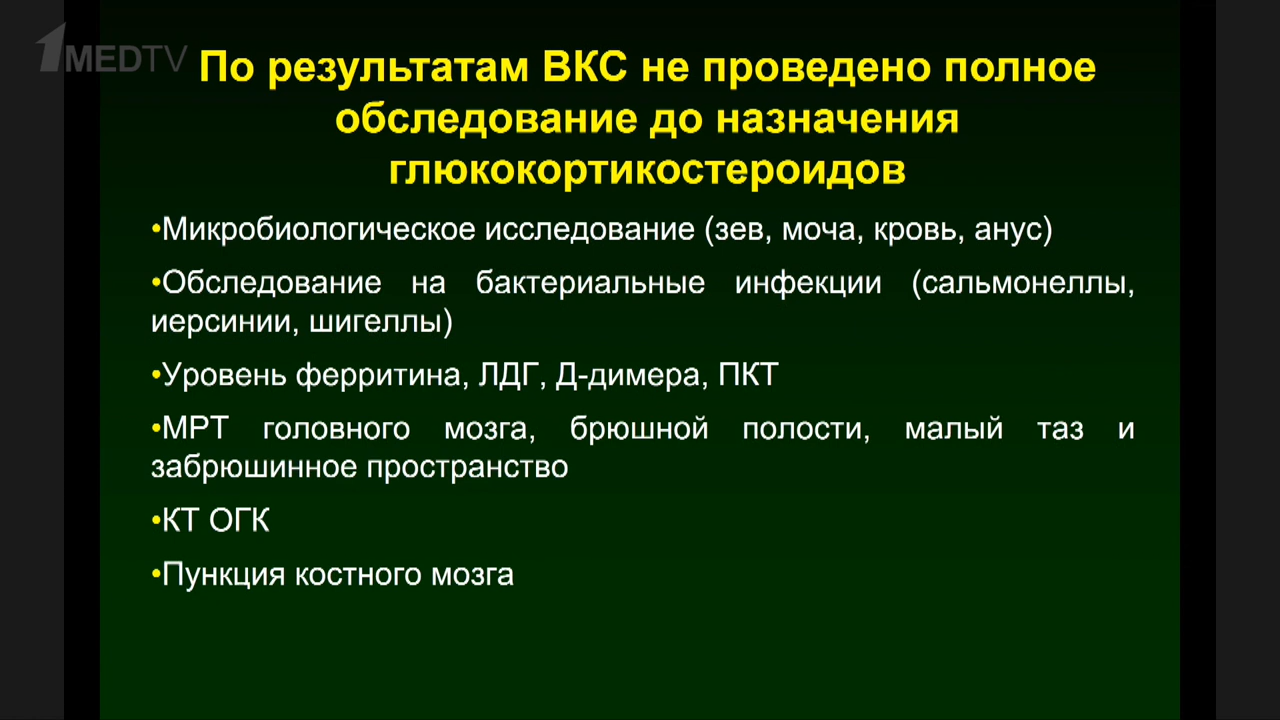 1MEDTV
По результатам ВКС не проведено полное
обследование до назначения
глюкокортикостероидов
•Микробиологическое исследование (зев, моча, кровь, анус)
•Обследование на бактериальные инфекции (сальмонеллы,
иерсинии, шигеллы)
•Уровень ферритина, ЛДГ, Д-димера, ПКТ
•МРТ головного мозга, брюшной полости, малый таз и
забрюшинное пространство
•КТ ОГК
•Пункция костного мозга